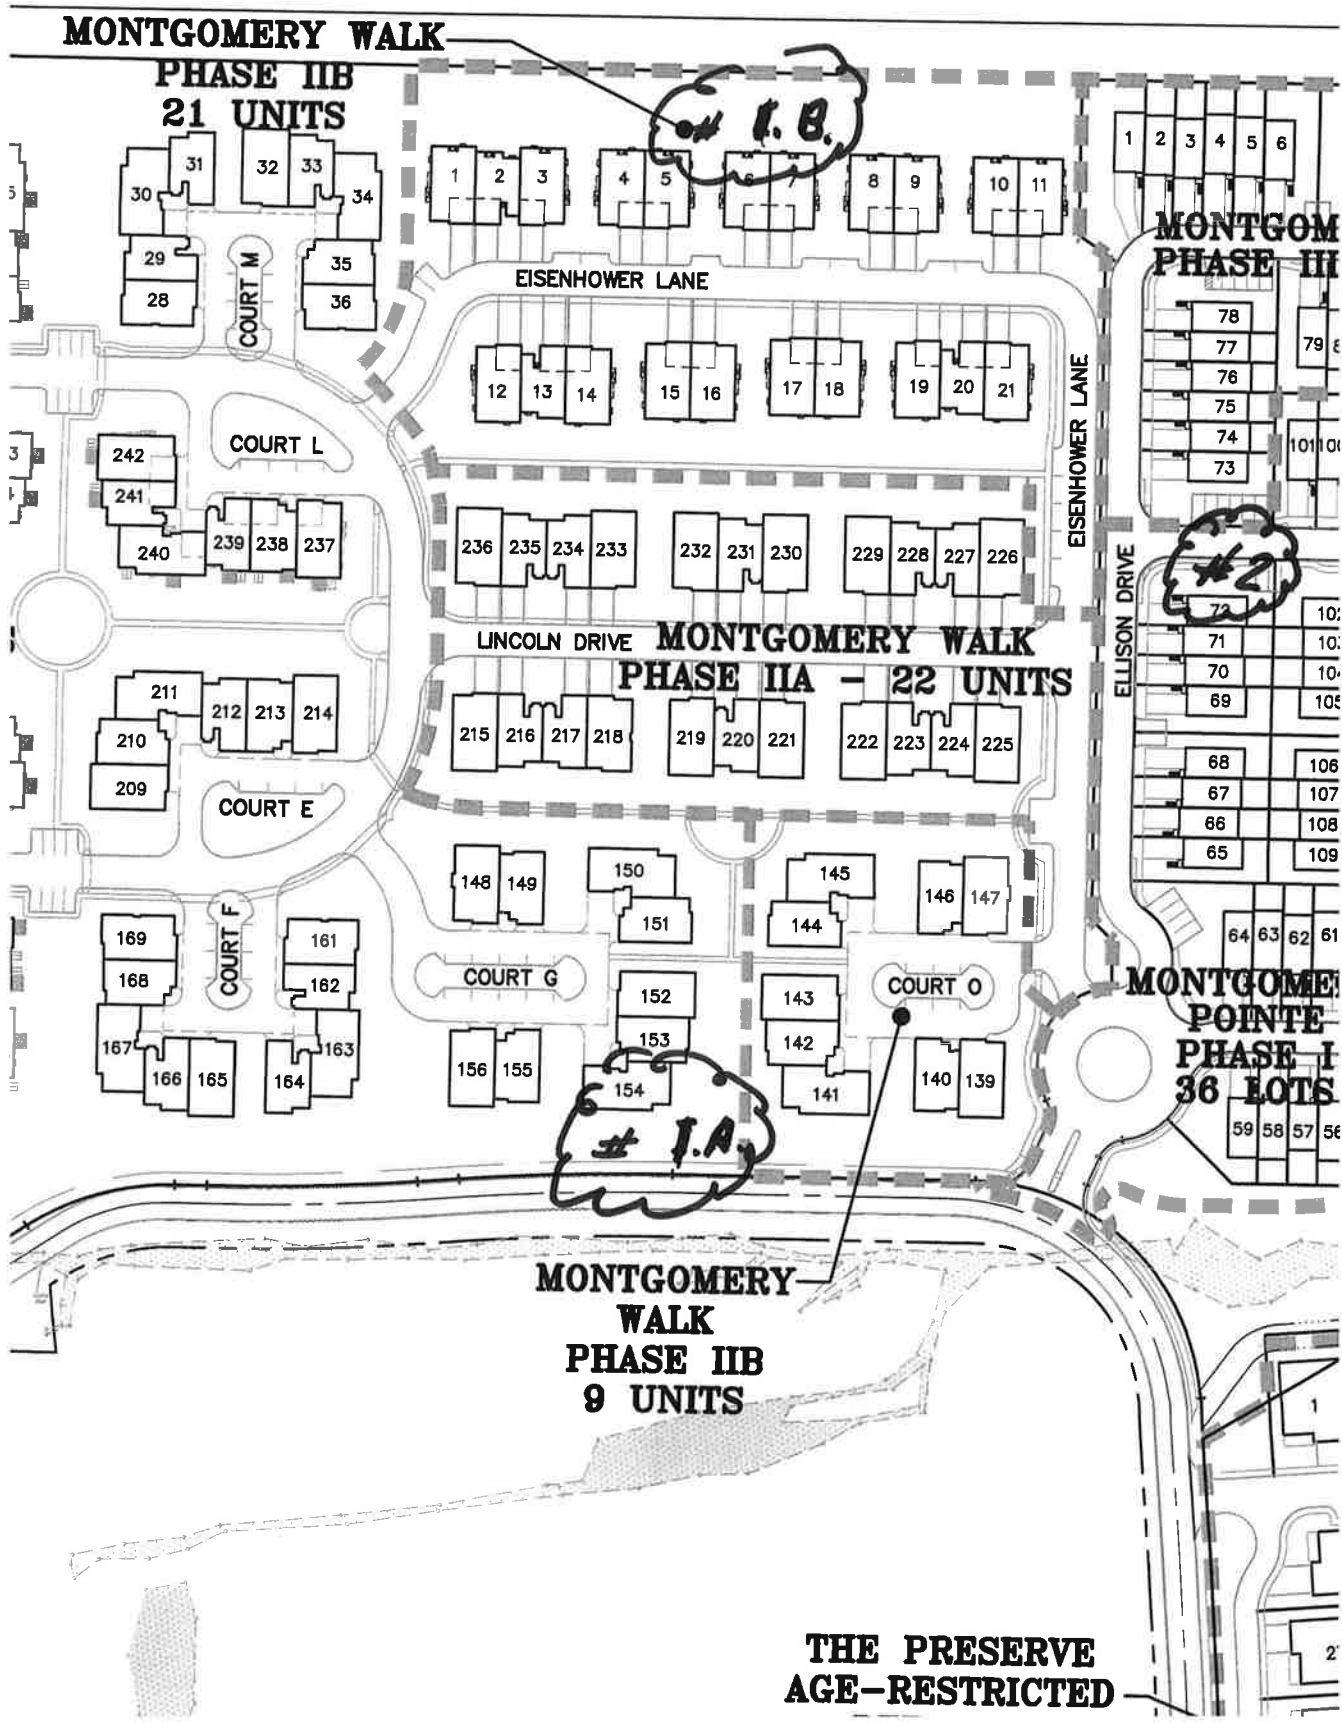 MONTGOMERY WALK
PHASE IIB
21 UNITS
# 1.B.
31 32 33
30 34
29 35
28 36
COURT M
1 2 3 4 5 6 7 8 9 10 11
EISENHOWER LANE
12 13 14 15 16 17 18 19 20 21
EISENHOWER LANE
1 2 3 4 5 6
MONTGOM
PHASE III
78
77
76
75
74
73
79
101
COURT L
242
241
240 239 238 237
236 235 234 233 232 231 230 229 228 227 226
ELLISON DRIVE
# 2
72
71
70
69
105
LINCOLN DRIVE
MONTGOMERY WALK
PHASE IIA - 22 UNITS
211 212 213 214
210
209
215 216 217 218 219 220 221 222 223 224 225
68 106
67 107
66 108
65 109
COURT E
148 149 150 145 146 147
151 144
64 63 62 61
169 161
168 162
COURT F
COURT G
COURT O
152 143
153 142
167 166 165 164 163
156 155 154 141 140 139
MONTGOME
POINTE
PHASE I
36 LOTS
59 58 57 56
# 1.A.
MONTGOMERY
WALK
PHASE IIB
9 UNITS
1
THE PRESERVE
AGE-RESTRICTED